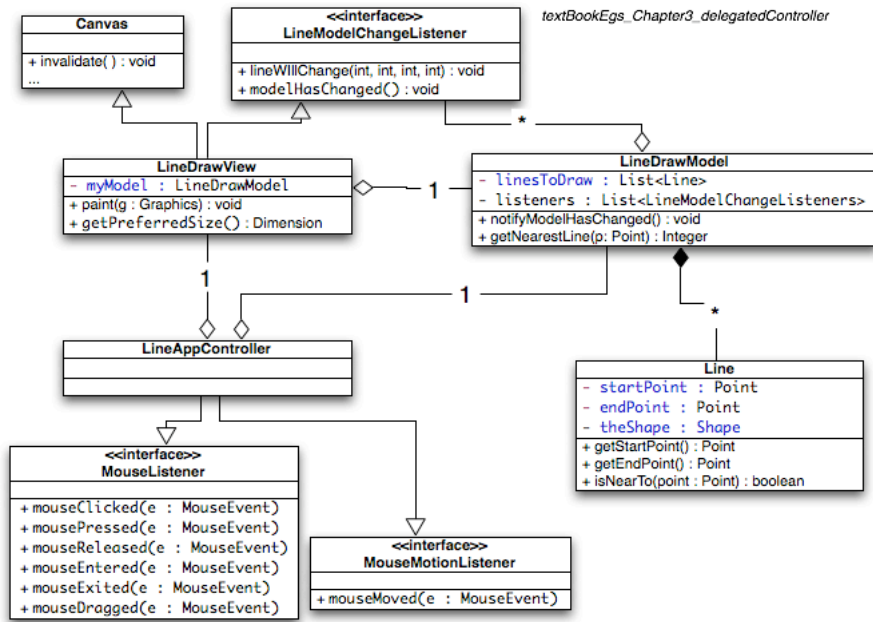 Canvas
+ invalidate( ) : void
...
<<interface>>
LineModelChangeListener
+ lineWIllChange(int, int, int, int) : void
+ modelHasChanged() : void
textBookEgs_Chapter3_delegatedController
*
LineDrawView
- myModel : LineDrawModel
+ paint(g : Graphics) : void
+ getPreferredSize() : Dimension
1
LineDrawModel
- linesToDraw : List<Line>
- listeners : List<LineModelChangeListeners>
+ notifyModelHasChanged() : void
+ getNearestLine(p: Point) : Integer
1
1
*
LineAppController
Line
- startPoint : Point
- endPoint : Point
- theShape : Shape
+ getStartPoint() : Point
+ getEndPoint() : Point
+ isNearTo(point : Point) : boolean
<<interface>>
MouseListener
+ mouseClicked(e : MouseEvent)
+ mousePressed(e : MouseEvent)
+ mouseReleased(e : MouseEvent)
+ mouseEntered(e : MouseEvent)
+ mouseExited(e : MouseEvent)
+ mouseDragged(e : MouseEvent)
<<interface>>
MouseMotionListener
+ mouseMoved(e : MouseEvent)